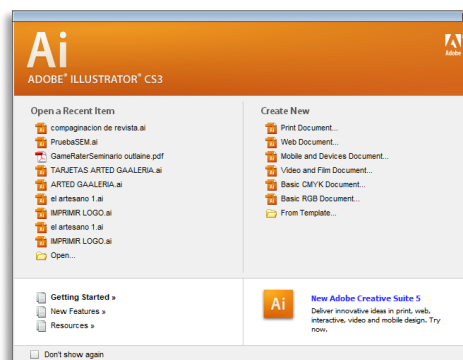 Ai
ADOBE® ILLUSTRATOR® CS3
Adobe
Open a Recent Item
compaginacion de revista.ai
PruebaSEM.ai
GameRaterSeminario outlaine.pdf
TARJETAS ARTED GAALERIA.ai
ARTED GAALERIA.ai
el artesano 1.ai
IMPRIMIR LOGO.ai
el artesano 1.ai
IMPRIMIR LOGO.ai
Open...
Create New
Print Document...
Web Document...
Mobile and Devices Document...
Video and Film Document...
Basic CMYK Document...
Basic RGB Document...
From Template...
Getting Started »
New Features »
Resources »
Ai
New Adobe Creative Suite 5
Deliver innovative ideas in print, web,
interactive, video and mobile design. Try
now.
Don't show again